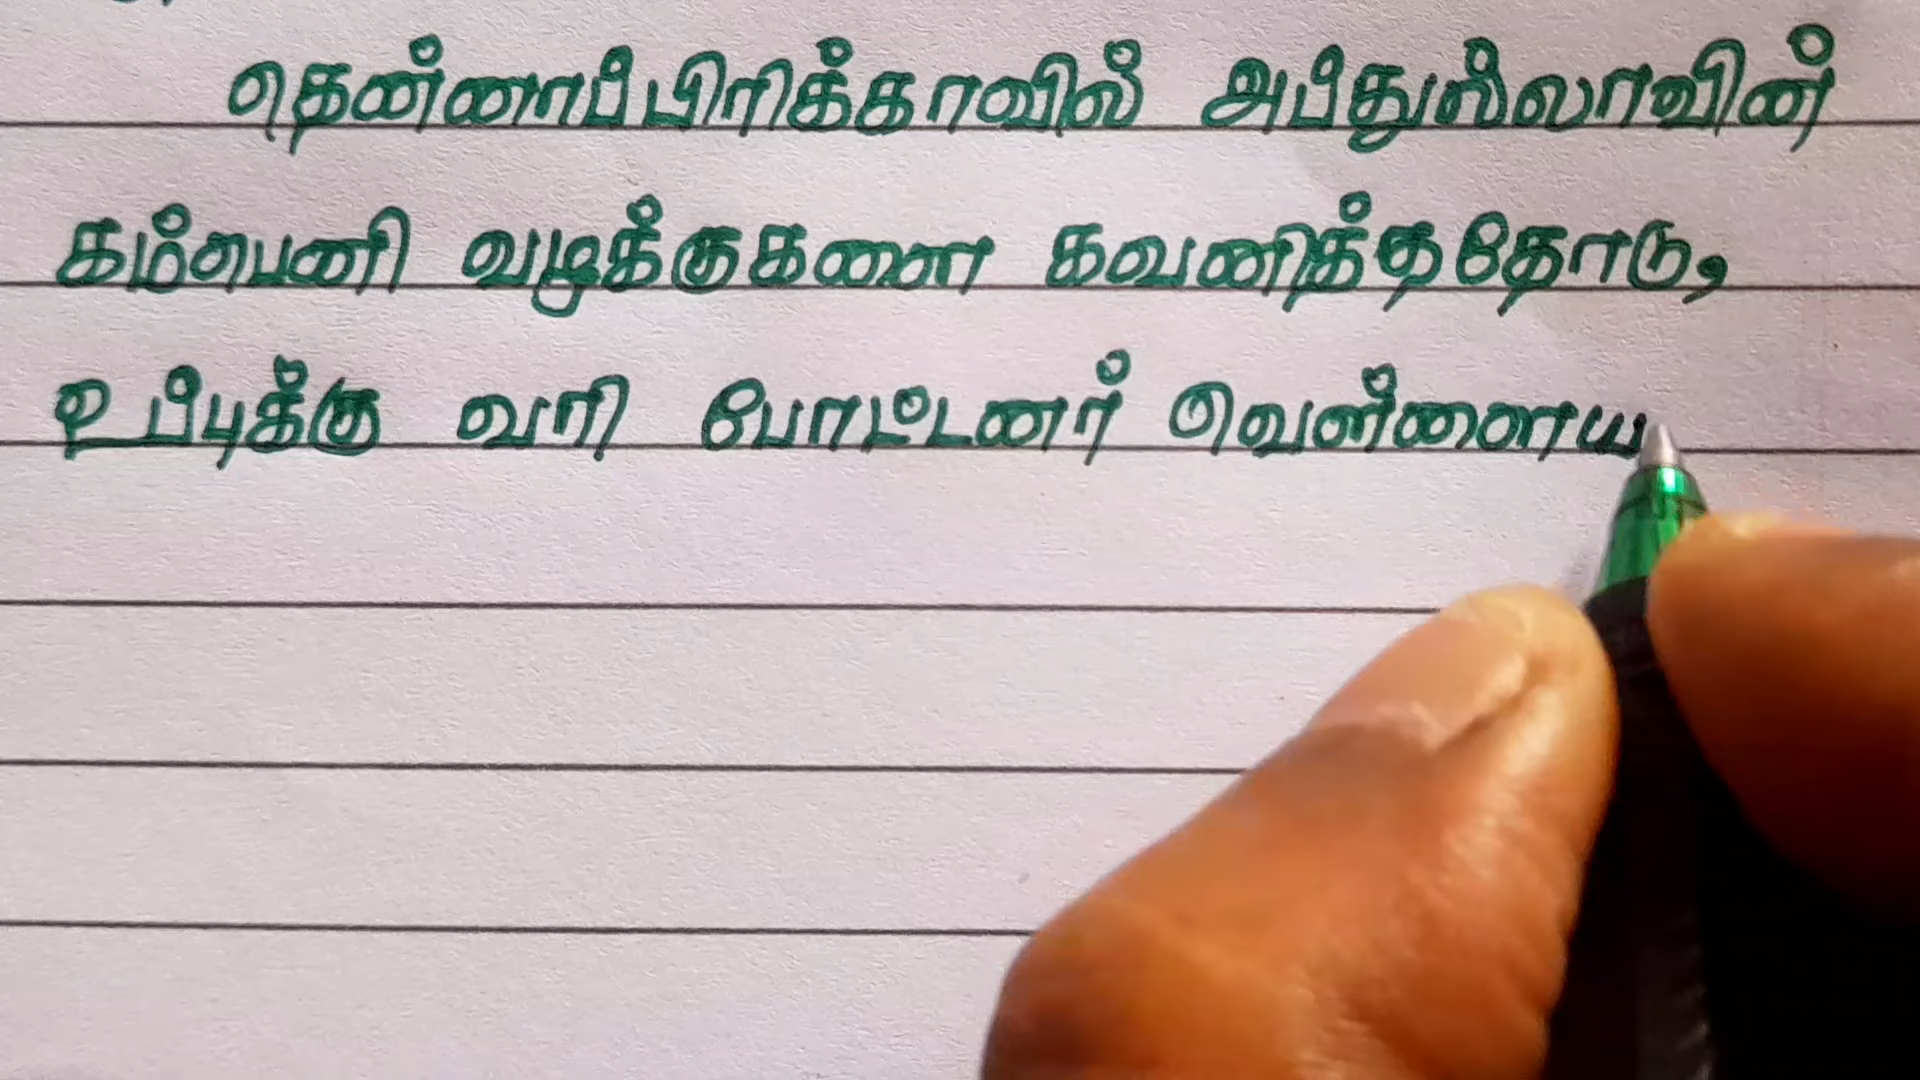 தென்னாப்பிரிக்காவில் அப்துல்லாவின்
கம்பெனி வழக்குகளை கவனித்ததோடு,
உப்புக்கு வரி போட்டனர் வெள்ளைய